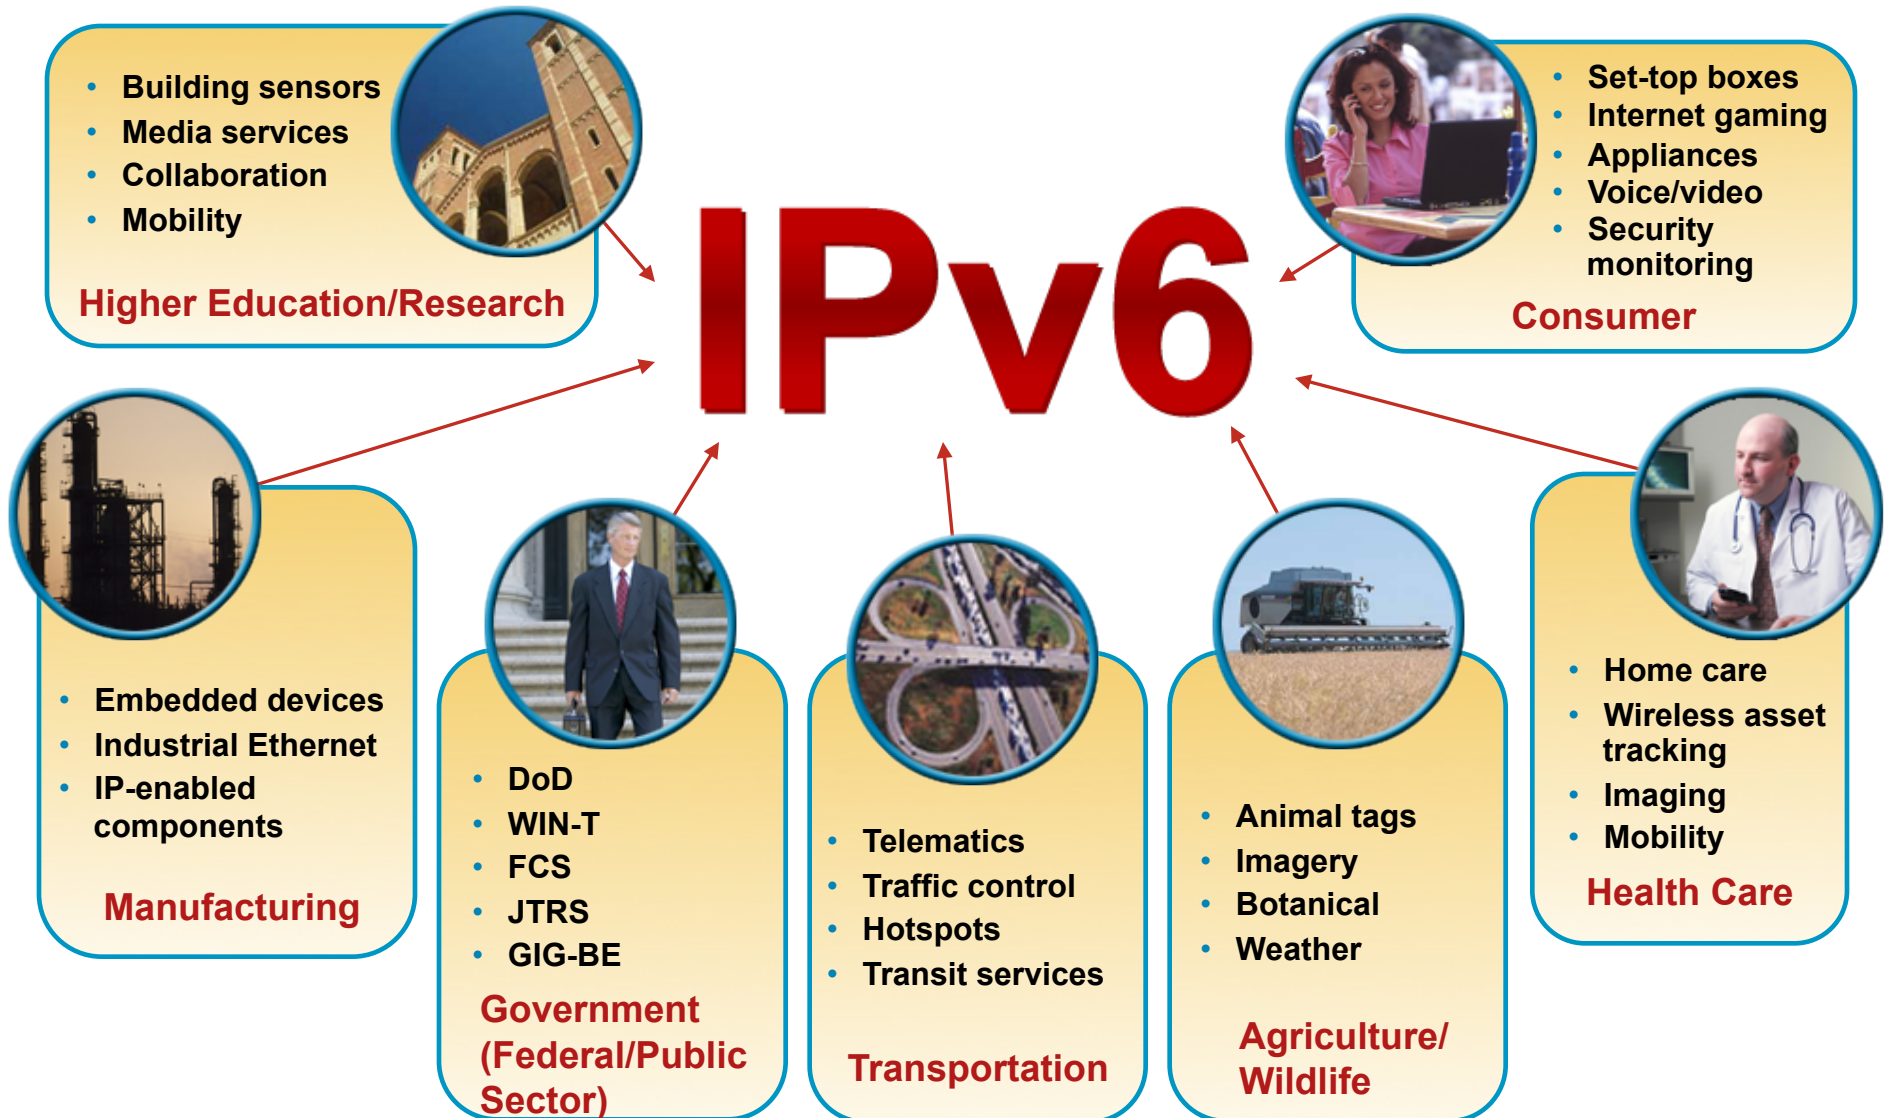 Building sensors
Media services
Collaboration
Mobility
Higher Education/Research
IPv6
Set-top boxes
Internet gaming
Appliances
Voice/video
Security
monitoring
Consumer
Embedded devices
Industrial Ethernet
IP-enabled
components
Manufacturing
DoD
WIN-T
FCS
JTRS
GIG-BE
Government
(Federal/Public
Sector)
Telematics
Traffic control
Hotspots
Transit services
Transportation
Animal tags
Imagery
Botanical
Weather
Agriculture/
Wildlife
Home care
Wireless asset
tracking
Imaging
Mobility
Health Care